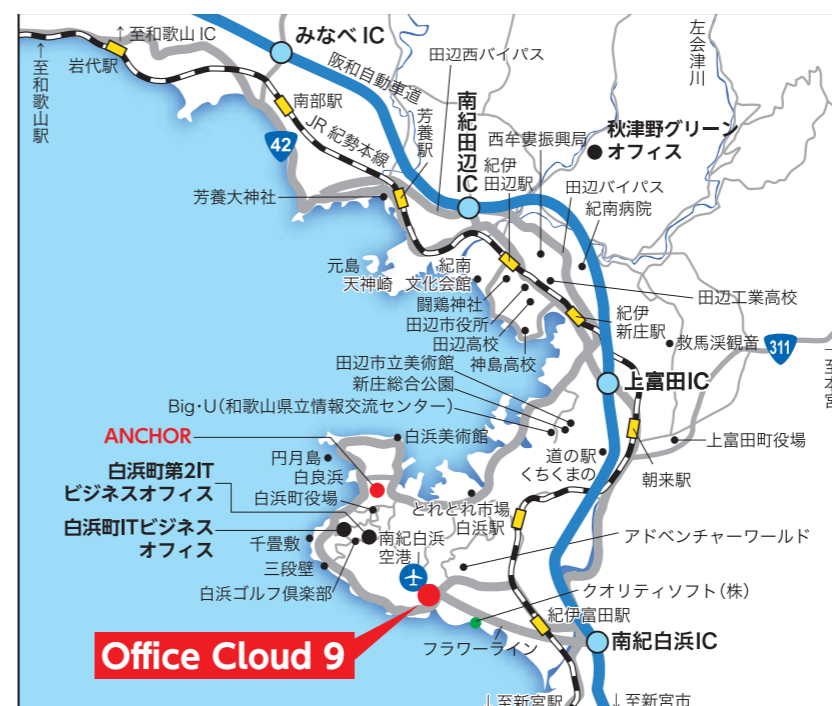 ↑至和歌山IC
みなべIC
左会津川
↑至和歌山駅
岩代駅
阪和自動車道
田辺西バイパス
南部駅
芳養駅
南紀田辺IC
西牟婁振興局
秋津野グリーン
オフィス
42
JR紀勢本線
紀伊
田辺駅
田辺バイパス
芳養大神社
紀南病院
元島
天神崎
紀南
文化会館
田辺工業高校
闘鶏神社
田辺市役所
紀伊
新庄駅
田辺高校
神島高校
救馬渓観音
311
田辺市立美術館
新庄総合公園
上富田IC
Big・U(和歌山県立情報交流センター)
ANCHOR
白浜美術館
上富田町役場
円月島
白良浜
道の駅
くちくまの
朝来駅
白浜町第2IT
ビジネスオフィス
白浜町役場
とれとれ市場
白浜駅
白浜町ITビジネス
オフィス
南紀白浜
空港
アドベンチャーワールド
千畳敷
三段壁
白浜ゴルフ倶楽部
クオリティソフト(株)
紀伊富田駅
Office Cloud 9
フラワーライン
南紀白浜IC
↓至新宮駅
↓至新宮市